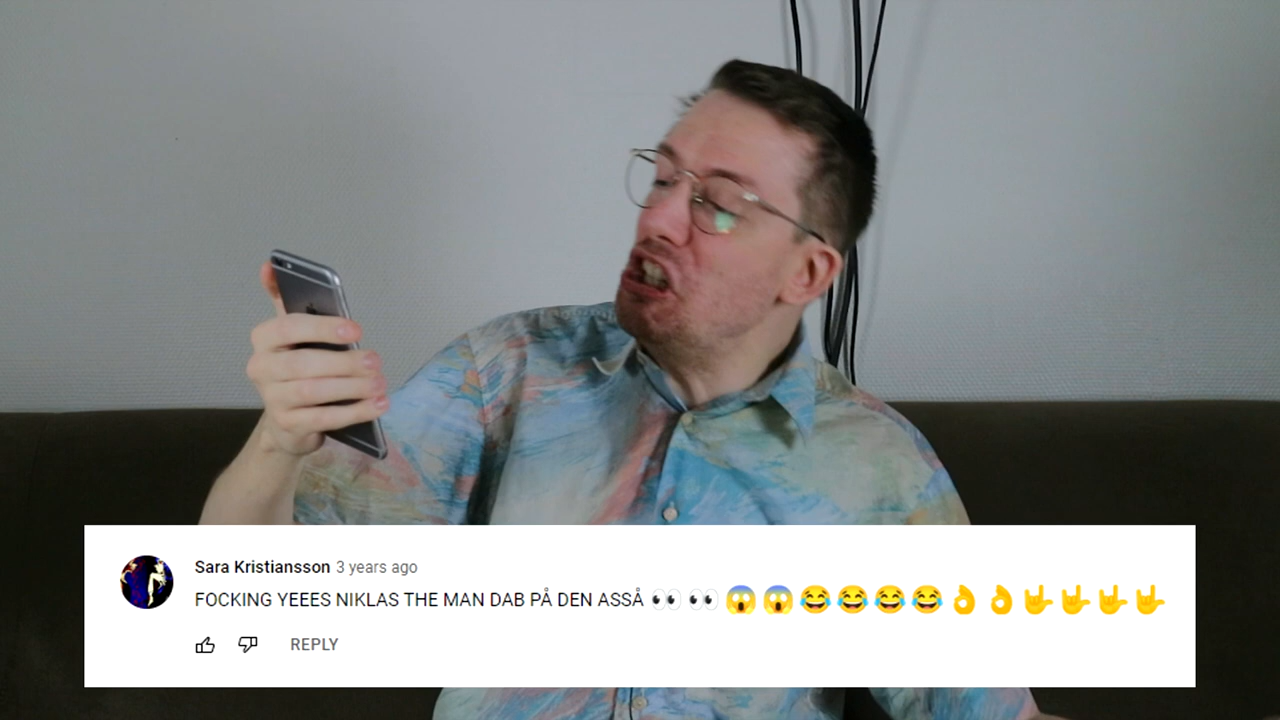 Sara Kristiansson 3 years ago
FOCKING YEEES NIKLAS THE MAN DAB PÅ DEN ASSÅ 👀 👀 😱 😱 😂 😂 😂 😂 👌 👌 🤟 🤟 🤟 🤟
REPLY